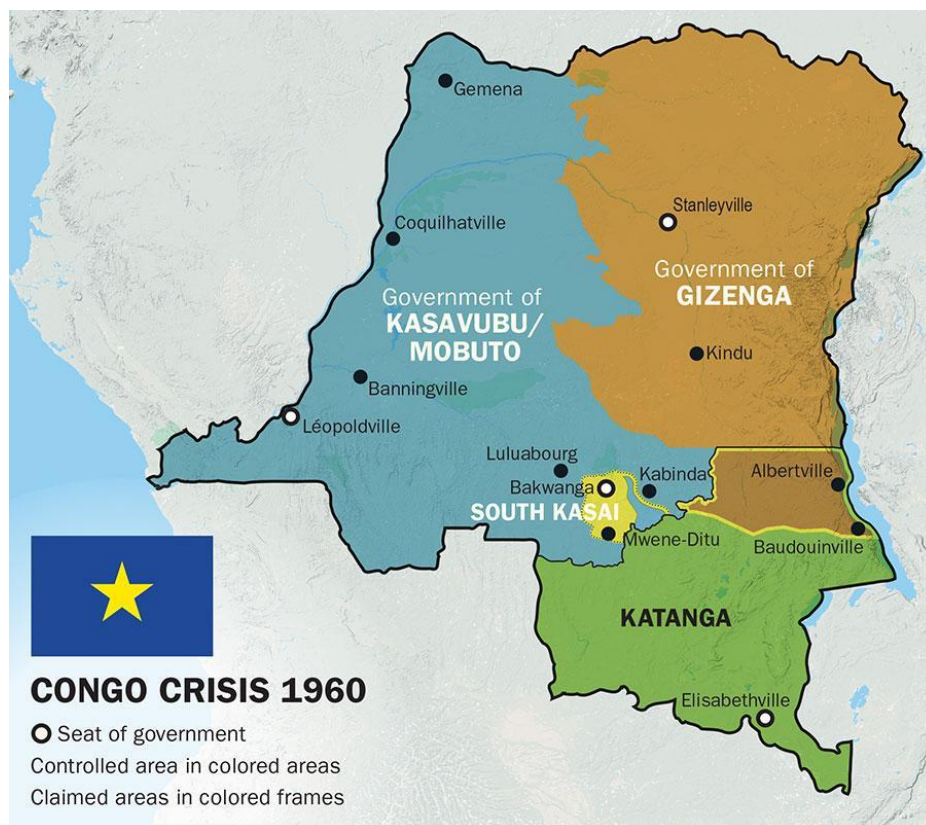 Gemena
Stanleyville
Coquilhatville
Government of
GIZENGA
Government of
KASAVUBU/
MOBUTO
Kindu
Banningville
Léopoldville
Luluabourg
Bakwanga
Kabinda
Albertville
SOUTH KASAI
Mwene-Ditu
Baudouinville
KATANGA
Elisabethville
CONGO CRISIS 1960
Seat of government
Controlled area in colored areas
Claimed areas in colored frames